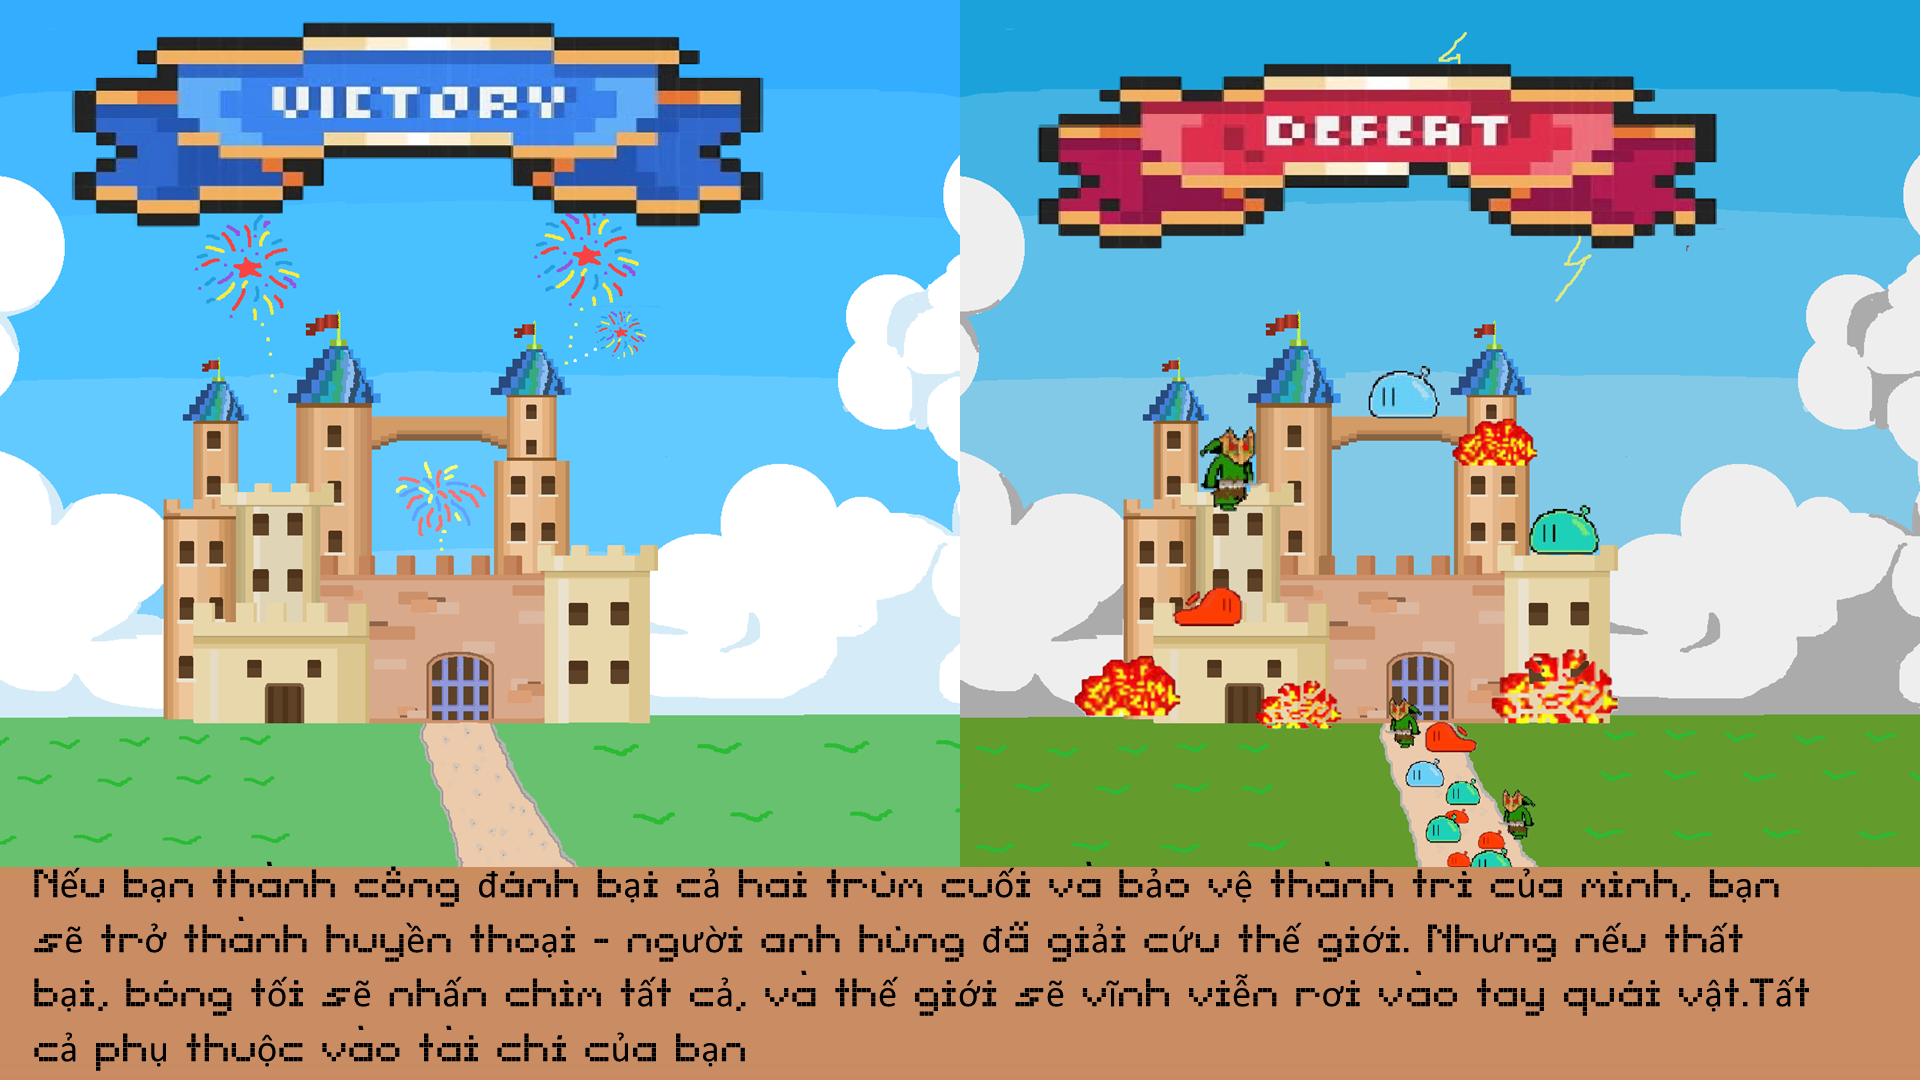 VICTORY
DEFEAT
Nếu bạn thành công đánh bại cả hai trùm cuối và bảo vệ thành trì của mình, bạn
sẽ trở thành huyền thoại - người anh hùng đã giải cứu thế giới. Nhưng nếu thất
bại, bóng tối sẽ nhấn chìm tất cả, và thế giới sẽ vĩnh viễn rơi vào tay quái vật.Tất
cả phụ thuộc vào tài chí của bạn